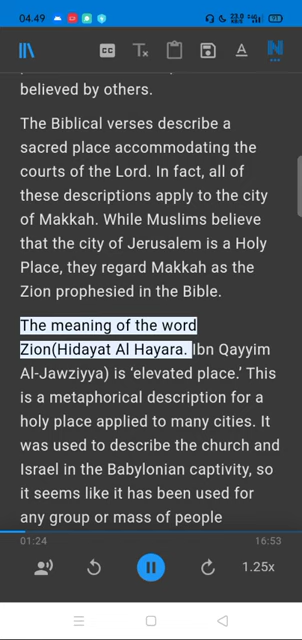 04.49
CC
believed by others.
The Biblical verses describe a
sacred place accommodating the
courts of the Lord. In fact, all of
these descriptions apply to the city
of Makkah. While Muslims believe
that the city of Jerusalem is a Holy
Place, they regard Makkah as the
Zion prophesied in the Bible.
The meaning of the word
Zion(Hidayat Al Hayara. Ibn Qayyim
Al-Jawziyya) is ‘elevated place.’ This
is a metaphorical description for a
holy place applied to many cities. It
was used to describe the church and
Israel in the Babylonian captivity, so
it seems like it has been used for
any group or mass of people
01:24 16:53
1.25x